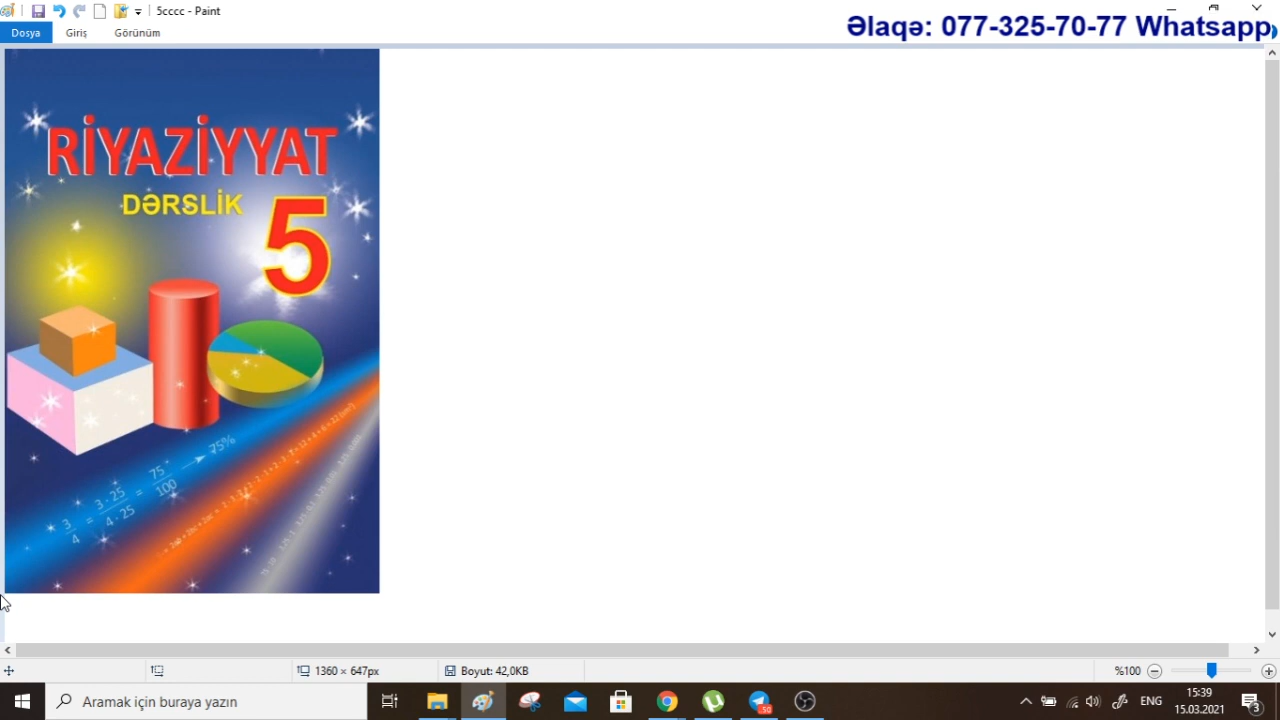 5cccc - Paint
Əlaqə: 077-325-70-77 Whatsapp
Dosya Giriş Görünüm
RİYAZİYYAT
DƏRSLİK
5
3/4 = 3·25/4·25 = 75/100 → 75%
1360 × 647px
Boyut: 42,0KB
%100
Aramak için buraya yazın
.50
ENG
15:39
15.03.2021
3